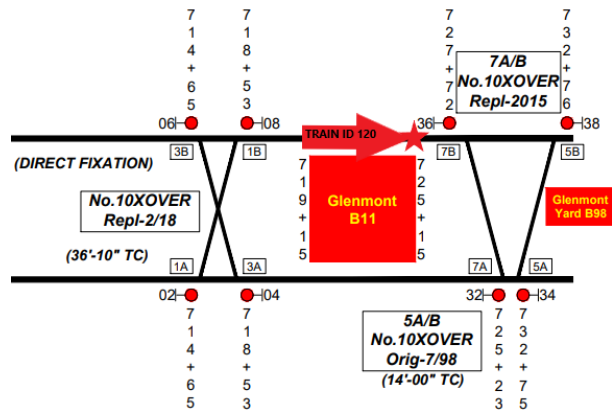 714+65
718+53
727+72
732+76
7A/B
No.10XOVER
Repl-2015
06
08
36
38
TRAIN ID 120
(DIRECT FIXATION)
3B
1B
7B
5B
No.10XOVER
Repl-2/18
719+15
Glenmont
B11
725+15
Glenmont
Yard B98
(36'-10" TC)
1A
3A
7A
5A
02
04
32
34
714+65
718+53
5A/B
No.10XOVER
Orig-7/98
(14'-00" TC)
725+23
732+75